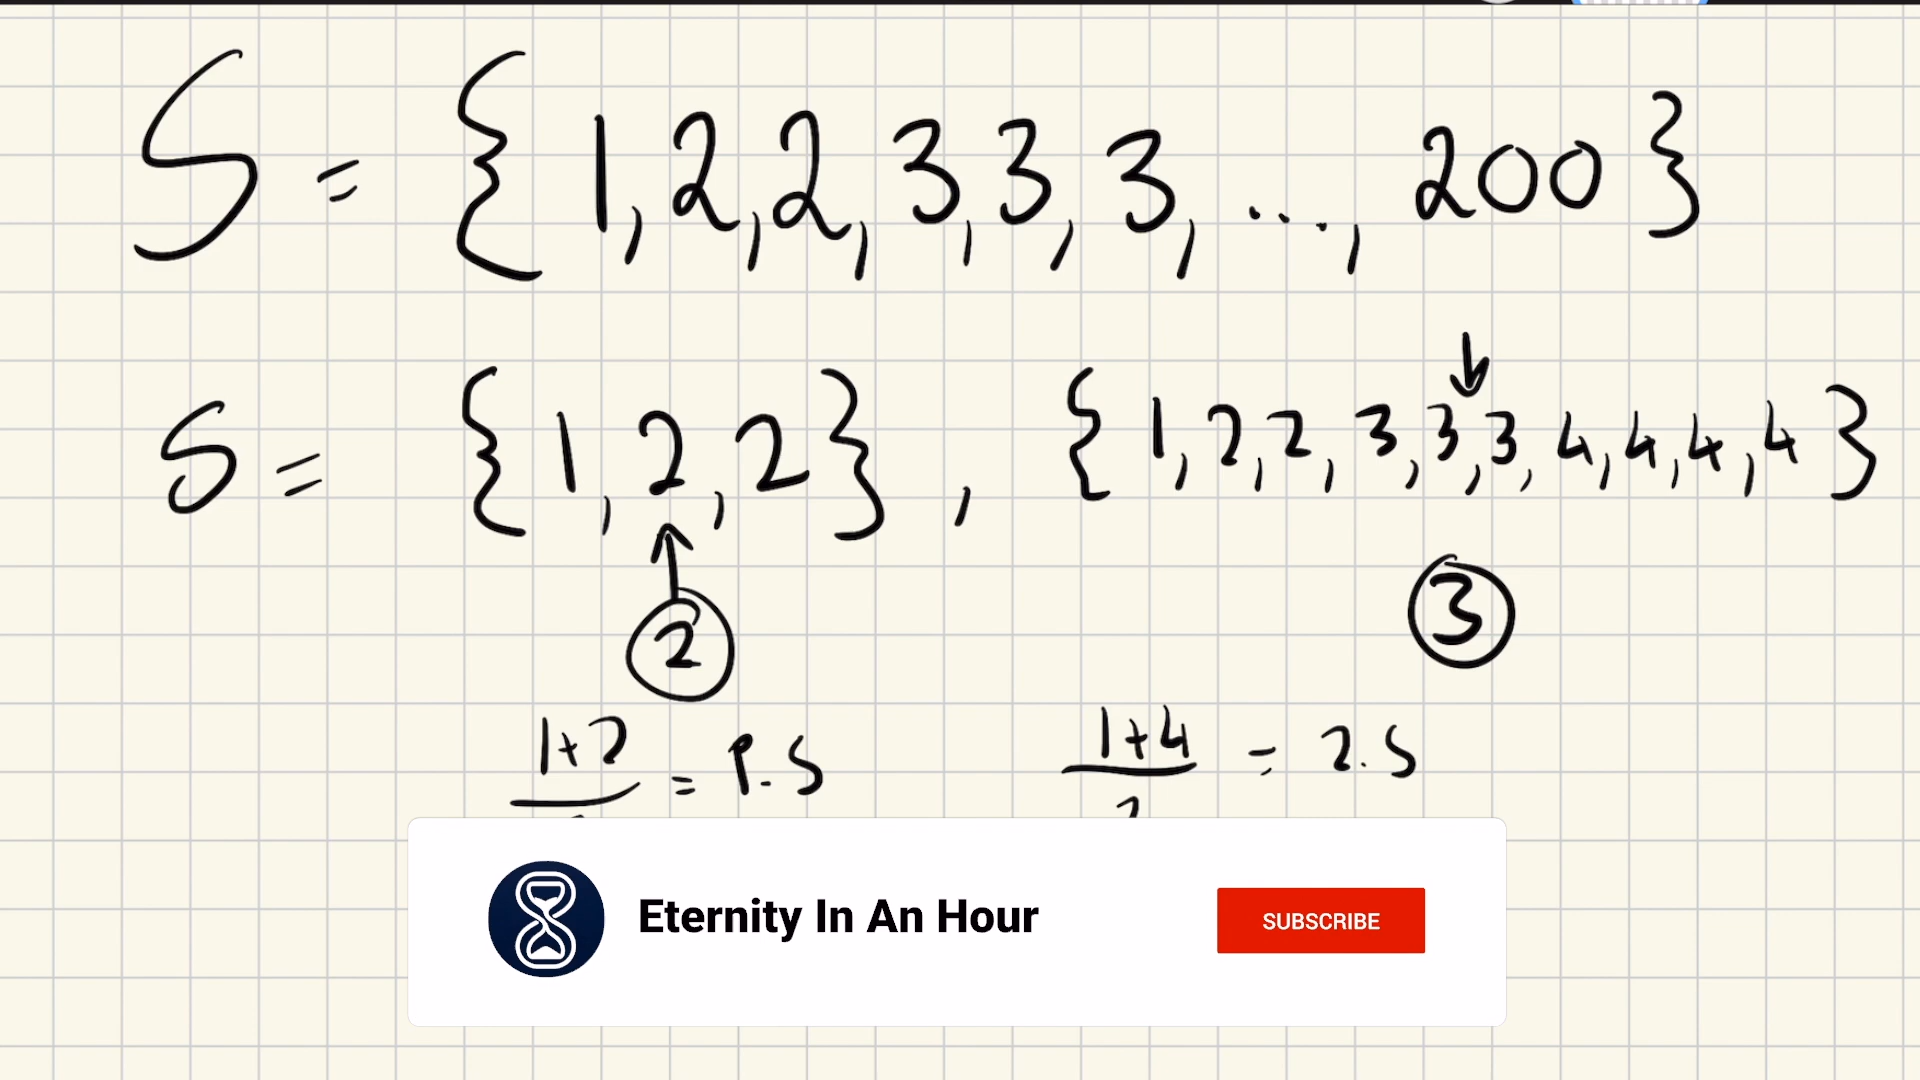 S = { 1, 2, 2, 3, 3, 3, ..., 200 }
S = { 1, 2, 2 } , { 1, 2, 2, 3, 3, 3, 4, 4, 4, 4 }
2
3
1+2 = 1.5
1+4 = 2.5
2
Eternity In An Hour
SUBSCRIBE